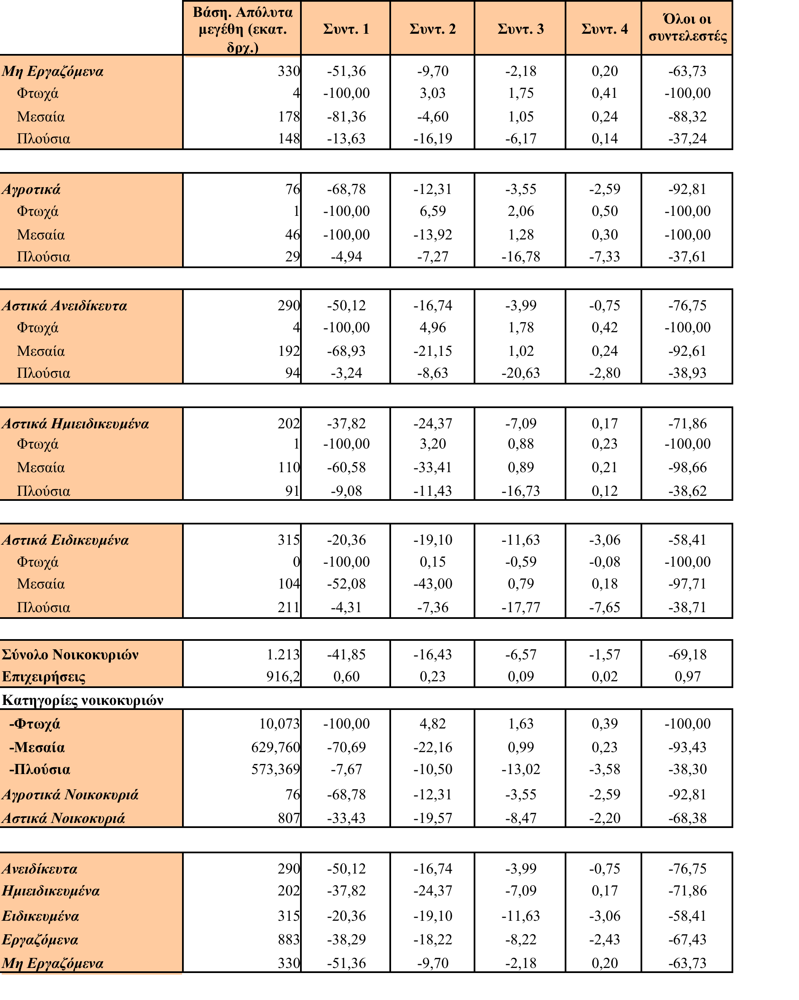 Βάση. Απόλυτα μεγέθη (εκατ. δρχ.) Συντ. 1 Συντ. 2 Συντ. 3 Συντ. 4 Όλοι οι συντελεστές
Μη Εργαζόμενα 330 -51,36 -9,70 -2,18 0,20 -63,73
Φτωχά 4 -100,00 3,03 1,75 0,41 -100,00
Μεσαία 178 -81,36 -4,60 1,05 0,24 -88,32
Πλούσια 148 -13,63 -16,19 -6,17 0,14 -37,24
Αγροτικά 76 -68,78 -12,31 -3,55 -2,59 -92,81
Φτωχά 1 -100,00 6,59 2,06 0,50 -100,00
Μεσαία 46 -100,00 -13,92 1,28 0,30 -100,00
Πλούσια 29 -4,94 -7,27 -16,78 -7,33 -37,61
Αστικά Ανειδίκευτα 290 -50,12 -16,74 -3,99 -0,75 -76,75
Φτωχά 4 -100,00 4,96 1,78 0,42 -100,00
Μεσαία 192 -68,93 -21,15 1,02 0,24 -92,61
Πλούσια 94 -3,24 -8,63 -20,63 -2,80 -38,93
Αστικά Ημιειδικευμένα 202 -37,82 -24,37 -7,09 0,17 -71,86
Φτωχά 1 -100,00 3,20 0,88 0,23 -100,00
Μεσαία 110 -60,58 -33,41 0,89 0,21 -98,66
Πλούσια 91 -9,08 -11,43 -16,73 0,12 -38,62
Αστικά Ειδικευμένα 315 -20,36 -19,10 -11,63 -3,06 -58,41
Φτωχά 0 -100,00 0,15 -0,59 -0,08 -100,00
Μεσαία 104 -52,08 -43,00 0,79 0,18 -97,71
Πλούσια 211 -4,31 -7,36 -17,77 -7,65 -38,71
Σύνολο Νοικοκυριών 1.213 -41,85 -16,43 -6,57 -1,57 -69,18
Επιχειρήσεις 916,2 0,60 0,23 0,09 0,02 0,97
Κατηγορίες νοικοκυριών
-Φτωχά 10,073 -100,00 4,82 1,63 0,39 -100,00
-Μεσαία 629,760 -70,69 -22,16 0,99 0,23 -93,43
-Πλούσια 573,369 -7,67 -10,50 -13,02 -3,58 -38,30
Αγροτικά Νοικοκυριά 76 -68,78 -12,31 -3,55 -2,59 -92,81
Αστικά Νοικοκυριά 807 -33,43 -19,57 -8,47 -2,20 -68,38
Ανειδίκευτα 290 -50,12 -16,74 -3,99 -0,75 -76,75
Ημιειδικευμένα 202 -37,82 -24,37 -7,09 0,17 -71,86
Ειδικευμένα 315 -20,36 -19,10 -11,63 -3,06 -58,41
Εργαζόμενα 883 -38,29 -18,22 -8,22 -2,43 -67,43
Μη Εργαζόμενα 330 -51,36 -9,70 -2,18 0,20 -63,73